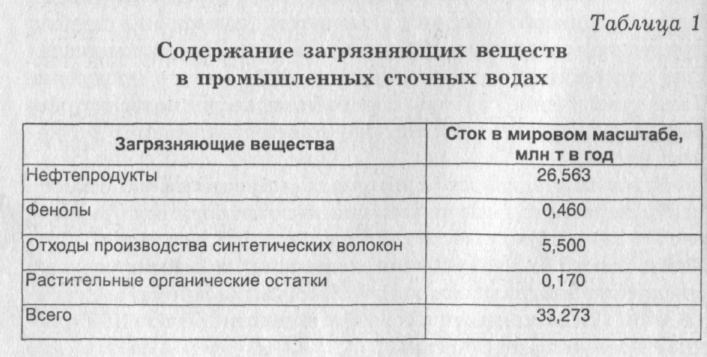 Таблица 1
Содержание загрязняющих веществ
в промышленных сточных водах
Загрязняющие вещества
Сток в мировом масштабе,
млн т в год
Нефтепродукты 26,563
Фенолы 0,460
Отходы производства синтетических волокон 5,500
Растительные органические остатки 0,170
Всего 33,273